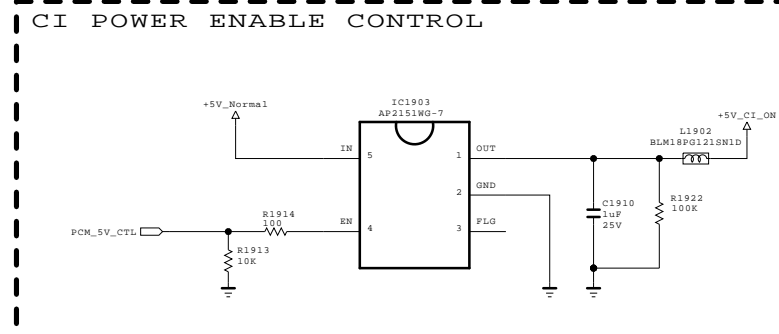 CI POWER ENABLE CONTROL
+5V_Normal
IC1903
AP2151WG-7
+5V_CI_ON
L1902
BLM18PG121SN1D
IN
5
1
OUT
2
GND
C1910
1uF
25V
R1922
100K
PCM_5V_CTL
R1914
100
EN
4
3
FLG
R1913
10K